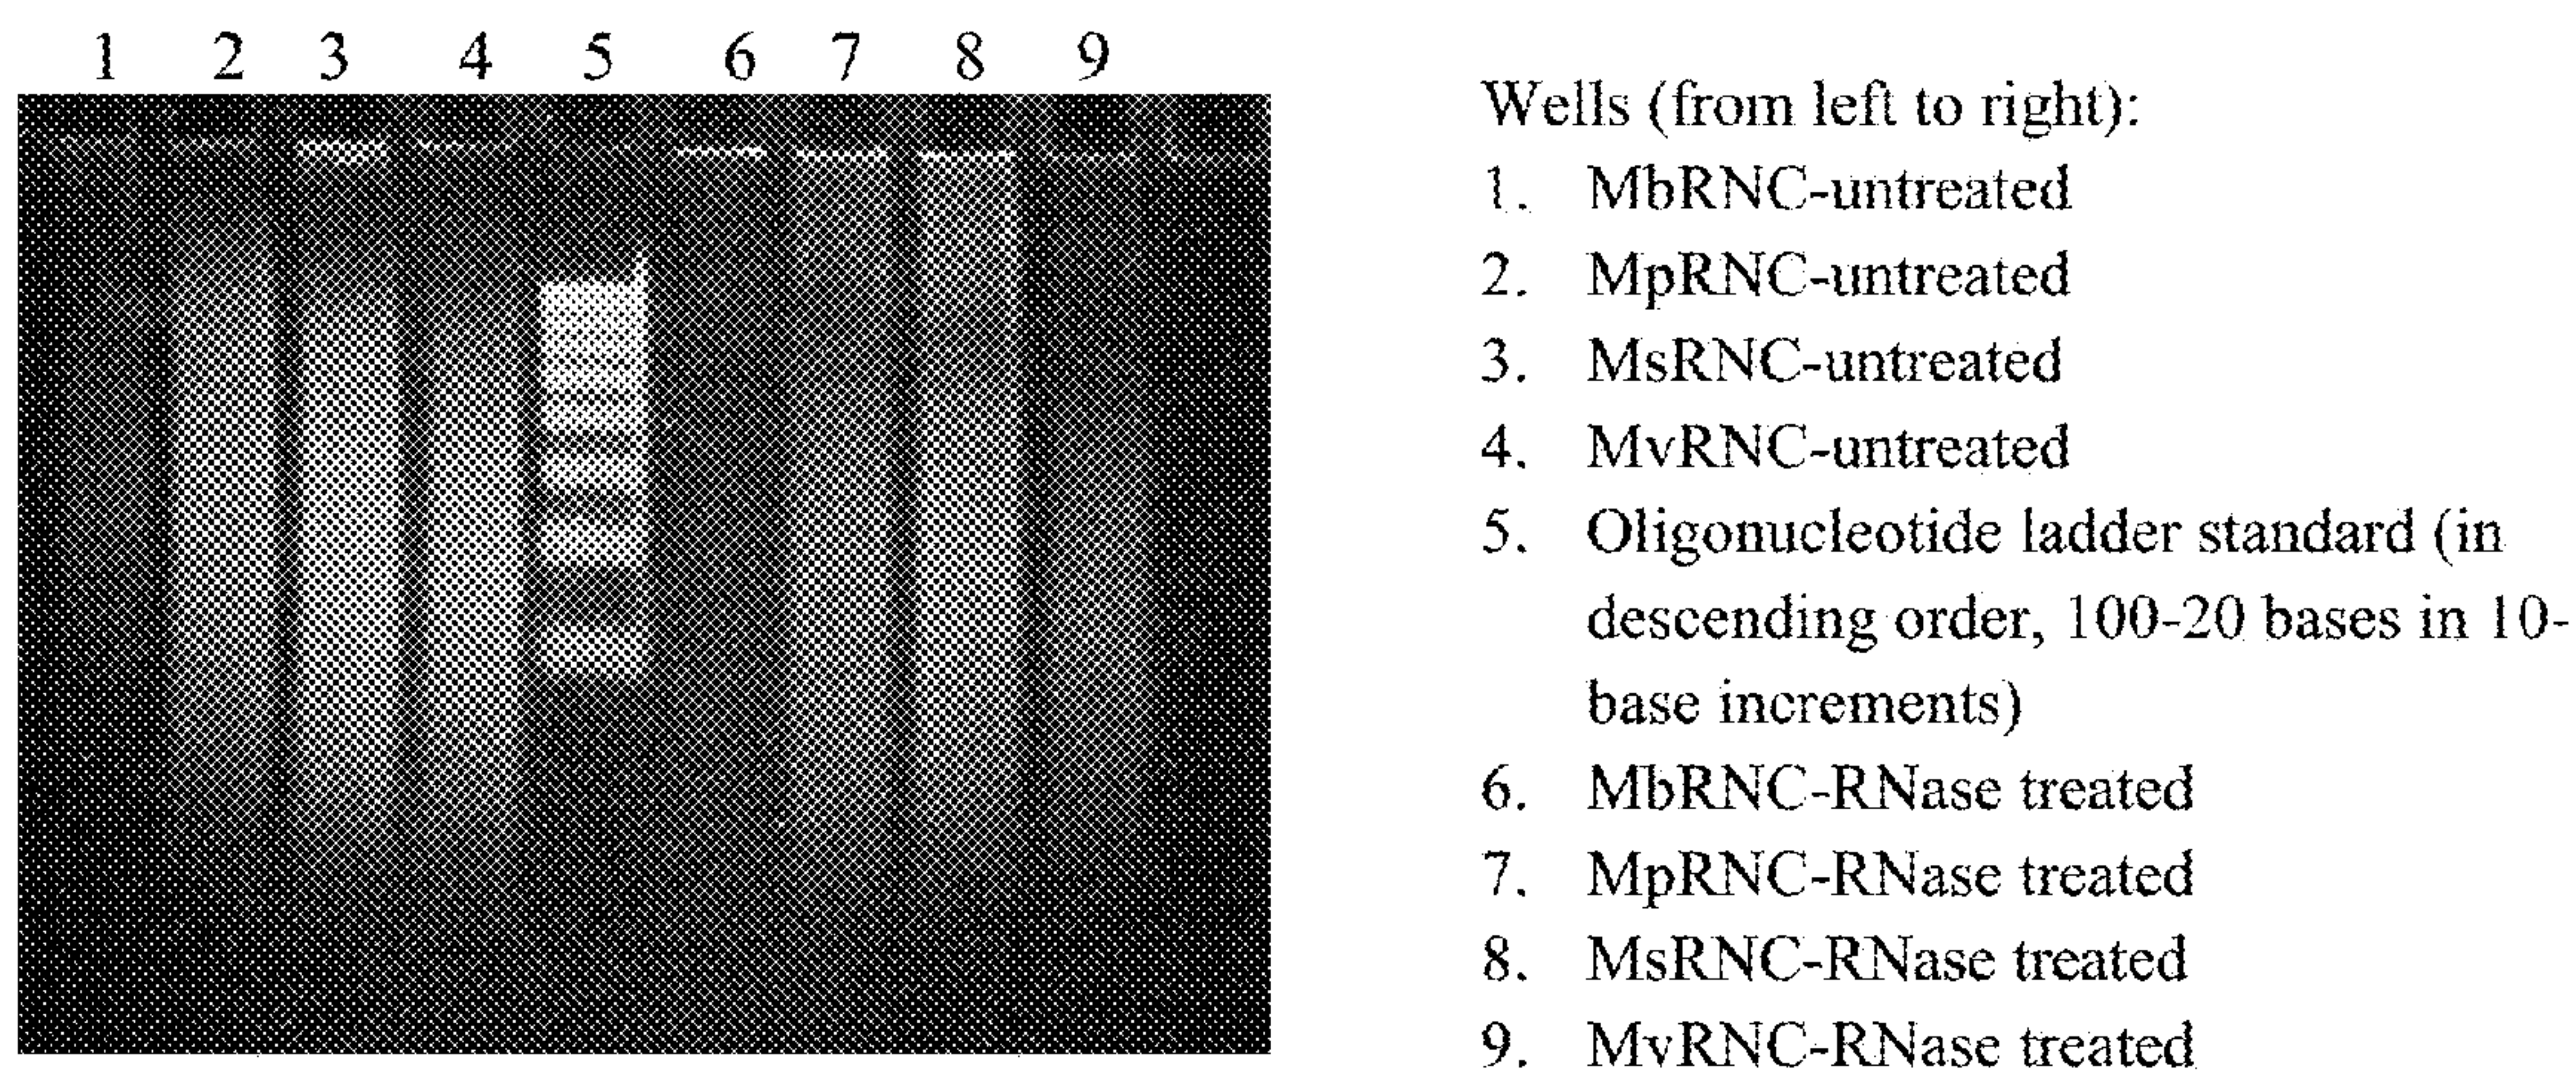 1 2 3 4 5 6 7 8 9
Wells (from left to right):
1. MbRNC-untreated
2. MpRNC-untreated
3. MsRNC-untreated
4. MvRNC-untreated
5. Oligonucleotide ladder standard (in
descending order, 100-20 bases in 10-
base increments)
6. MbRNC-RNase treated
7. MpRNC-RNase treated
8. MsRNC-RNase treated
9. MvRNC-RNase treated